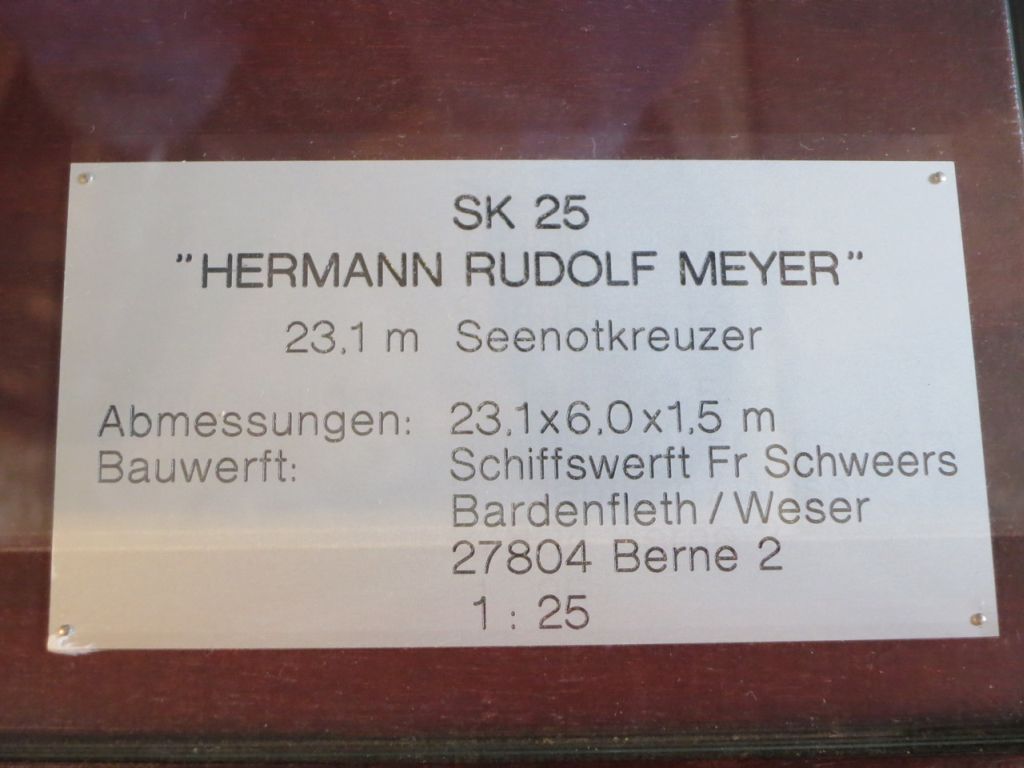 SK 25
"HERMANN RUDOLF MEYER"
23,1 m Seenotkreuzer
Abmessungen: 23,1x6,0x1,5 m
Bauwerft: Schiffswerft Fr Schweers
Bardenfleth / Weser
27804 Berne 2
1 : 25